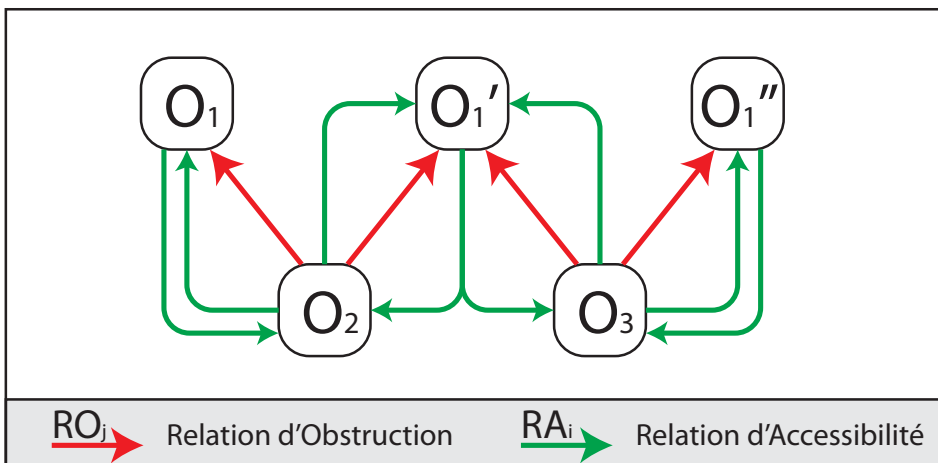 O1 O1′ O1″
O2 O3
ROj Relation d’Obstruction RAi Relation d’Accessibilité